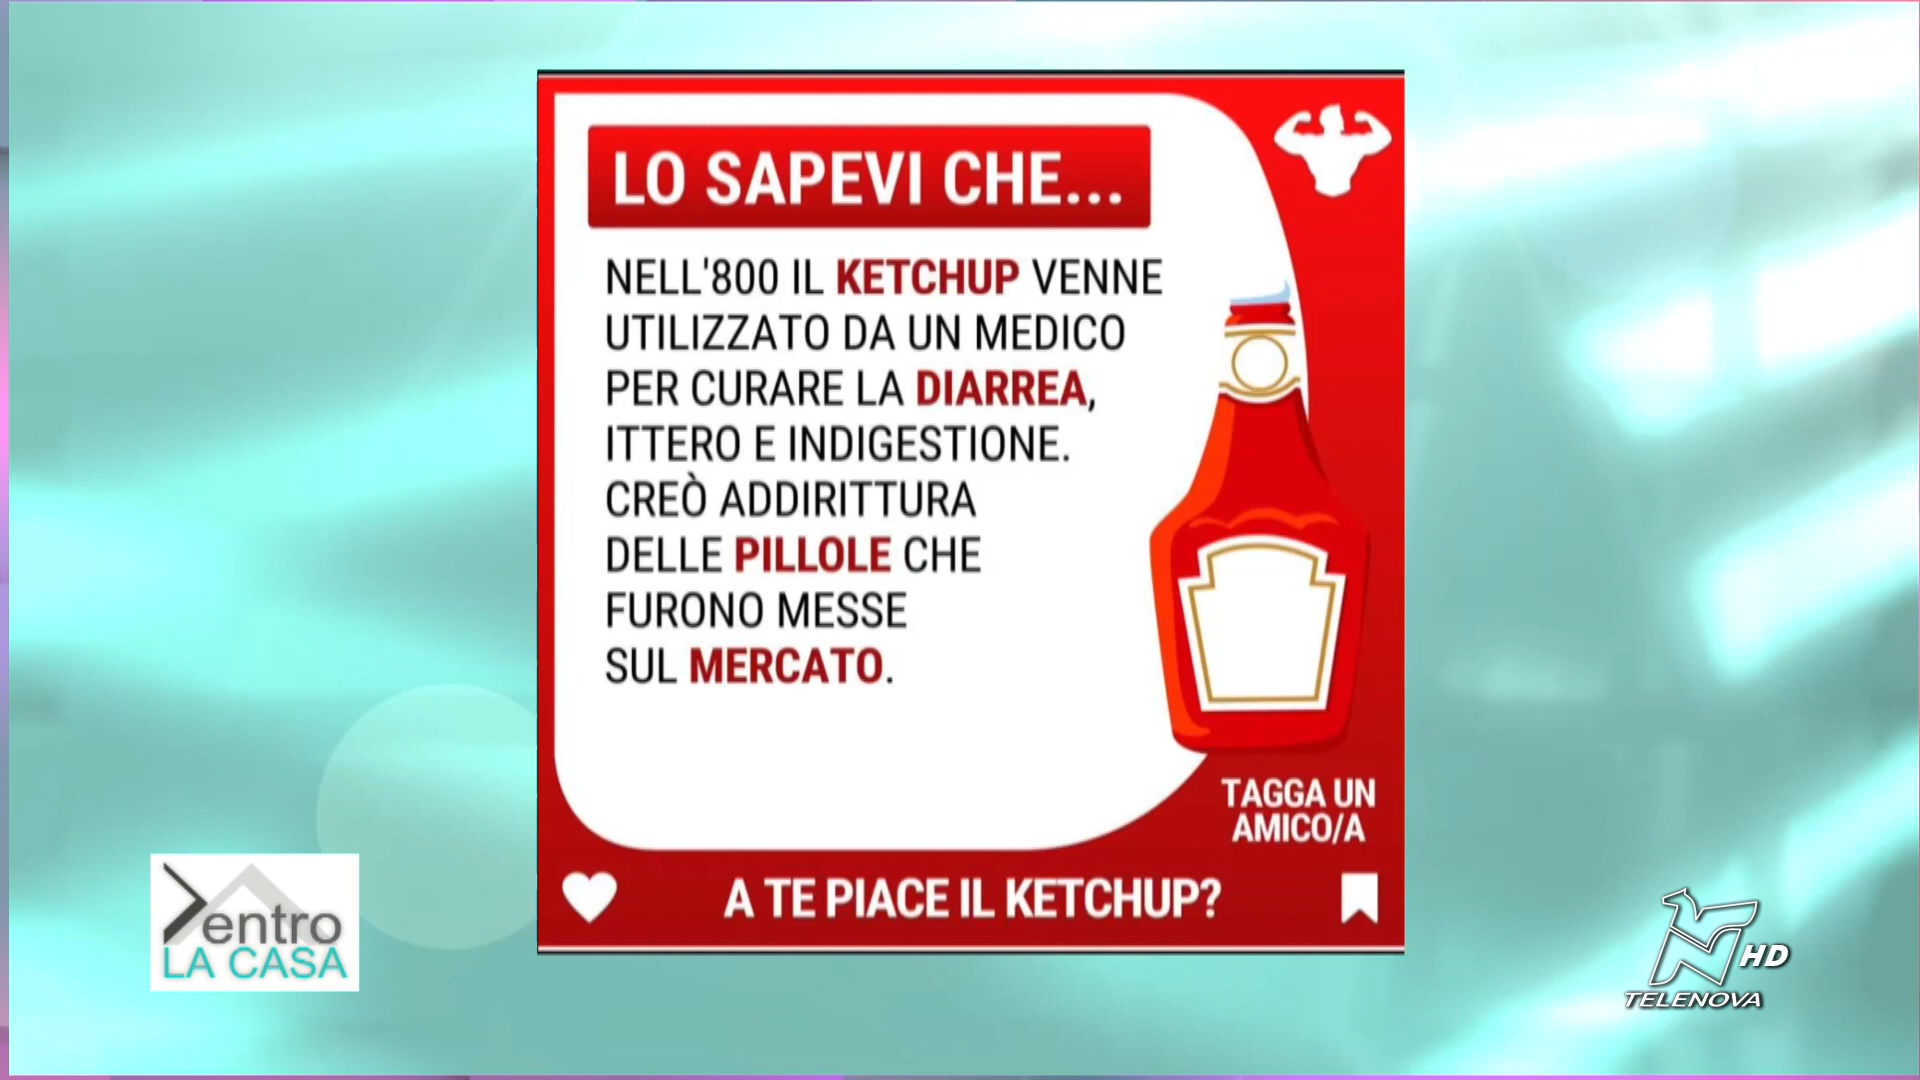 LO SAPEVI CHE...
NELL'800 IL KETCHUP VENNE
UTILIZZATO DA UN MEDICO
PER CURARE LA DIARREA,
ITTERO E INDIGESTIONE.
CREÒ ADDIRITTURA
DELLE PILLOLE CHE
FURONO MESSE
SUL MERCATO.
TAGGA UN
AMICO/A
A TE PIACE IL KETCHUP?
Dentro
LA CASA
HD
TELENOVA